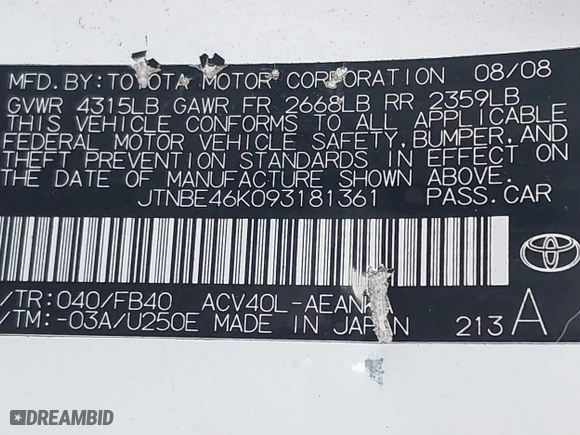 MFD. BY: TOYOTA MOTOR CORPORATION 08/08
GVWR 4315LB GAWR FR 2668LB RR 2359LB
THIS VEHICLE CONFORMS TO ALL APPLICABLE
FEDERAL MOTOR VEHICLE SAFETY, BUMPER, AND
THEFT PREVENTION STANDARDS IN EFFECT ON
THE DATE OF MANUFACTURE SHOWN ABOVE.
JTNBE46K093181361 PASS. CAR
/TR: 040/FB40 ACV40L-AEANKA
/TM: -03A/U250E MADE IN JAPAN 213 A
DREAMBID